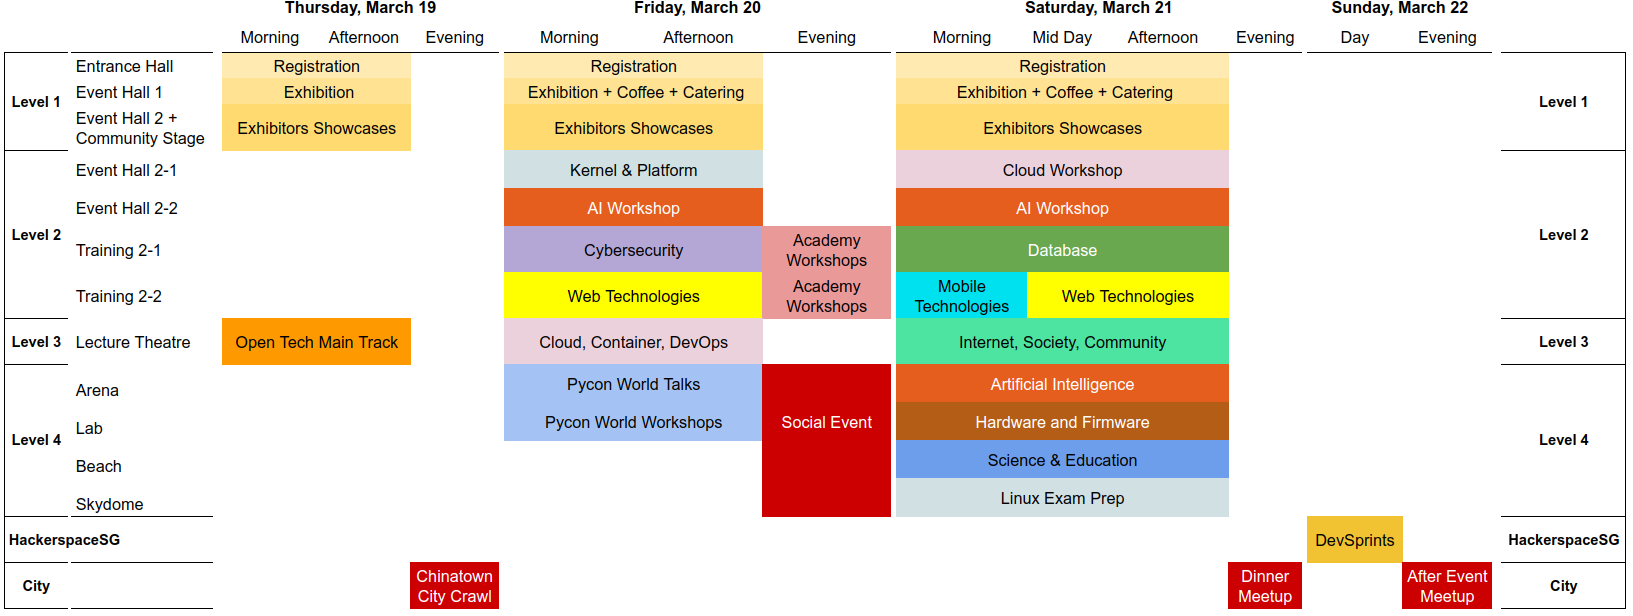 Thursday, March 19 Friday, March 20 Saturday, March 21 Sunday, March 22
Morning Afternoon Evening Morning Afternoon Evening Morning Mid Day Afternoon Evening Day Evening
Entrance Hall Registration Registration Registration
Level 1 Event Hall 1 Exhibition Exhibition + Coffee + Catering Exhibition + Coffee + Catering Level 1
Event Hall 2 +
Community Stage Exhibitors Showcases Exhibitors Showcases Exhibitors Showcases
Event Hall 2-1 Kernel & Platform Cloud Workshop
Event Hall 2-2 AI Workshop AI Workshop
Level 2 Level 2
Training 2-1 Cybersecurity Academy
Workshops Database
Training 2-2 Web Technologies Academy
Workshops Mobile
Technologies Web Technologies
Level 3 Lecture Theatre Open Tech Main Track Cloud, Container, DevOps Internet, Society, Community Level 3
Arena Pycon World Talks Artificial Intelligence
Lab Pycon World Workshops Social Event Hardware and Firmware
Level 4 Level 4
Beach Science & Education
Skydome Linux Exam Prep
HackerspaceSG DevSprints HackerspaceSG
City Chinatown
City Crawl Dinner
Meetup After Event
Meetup City